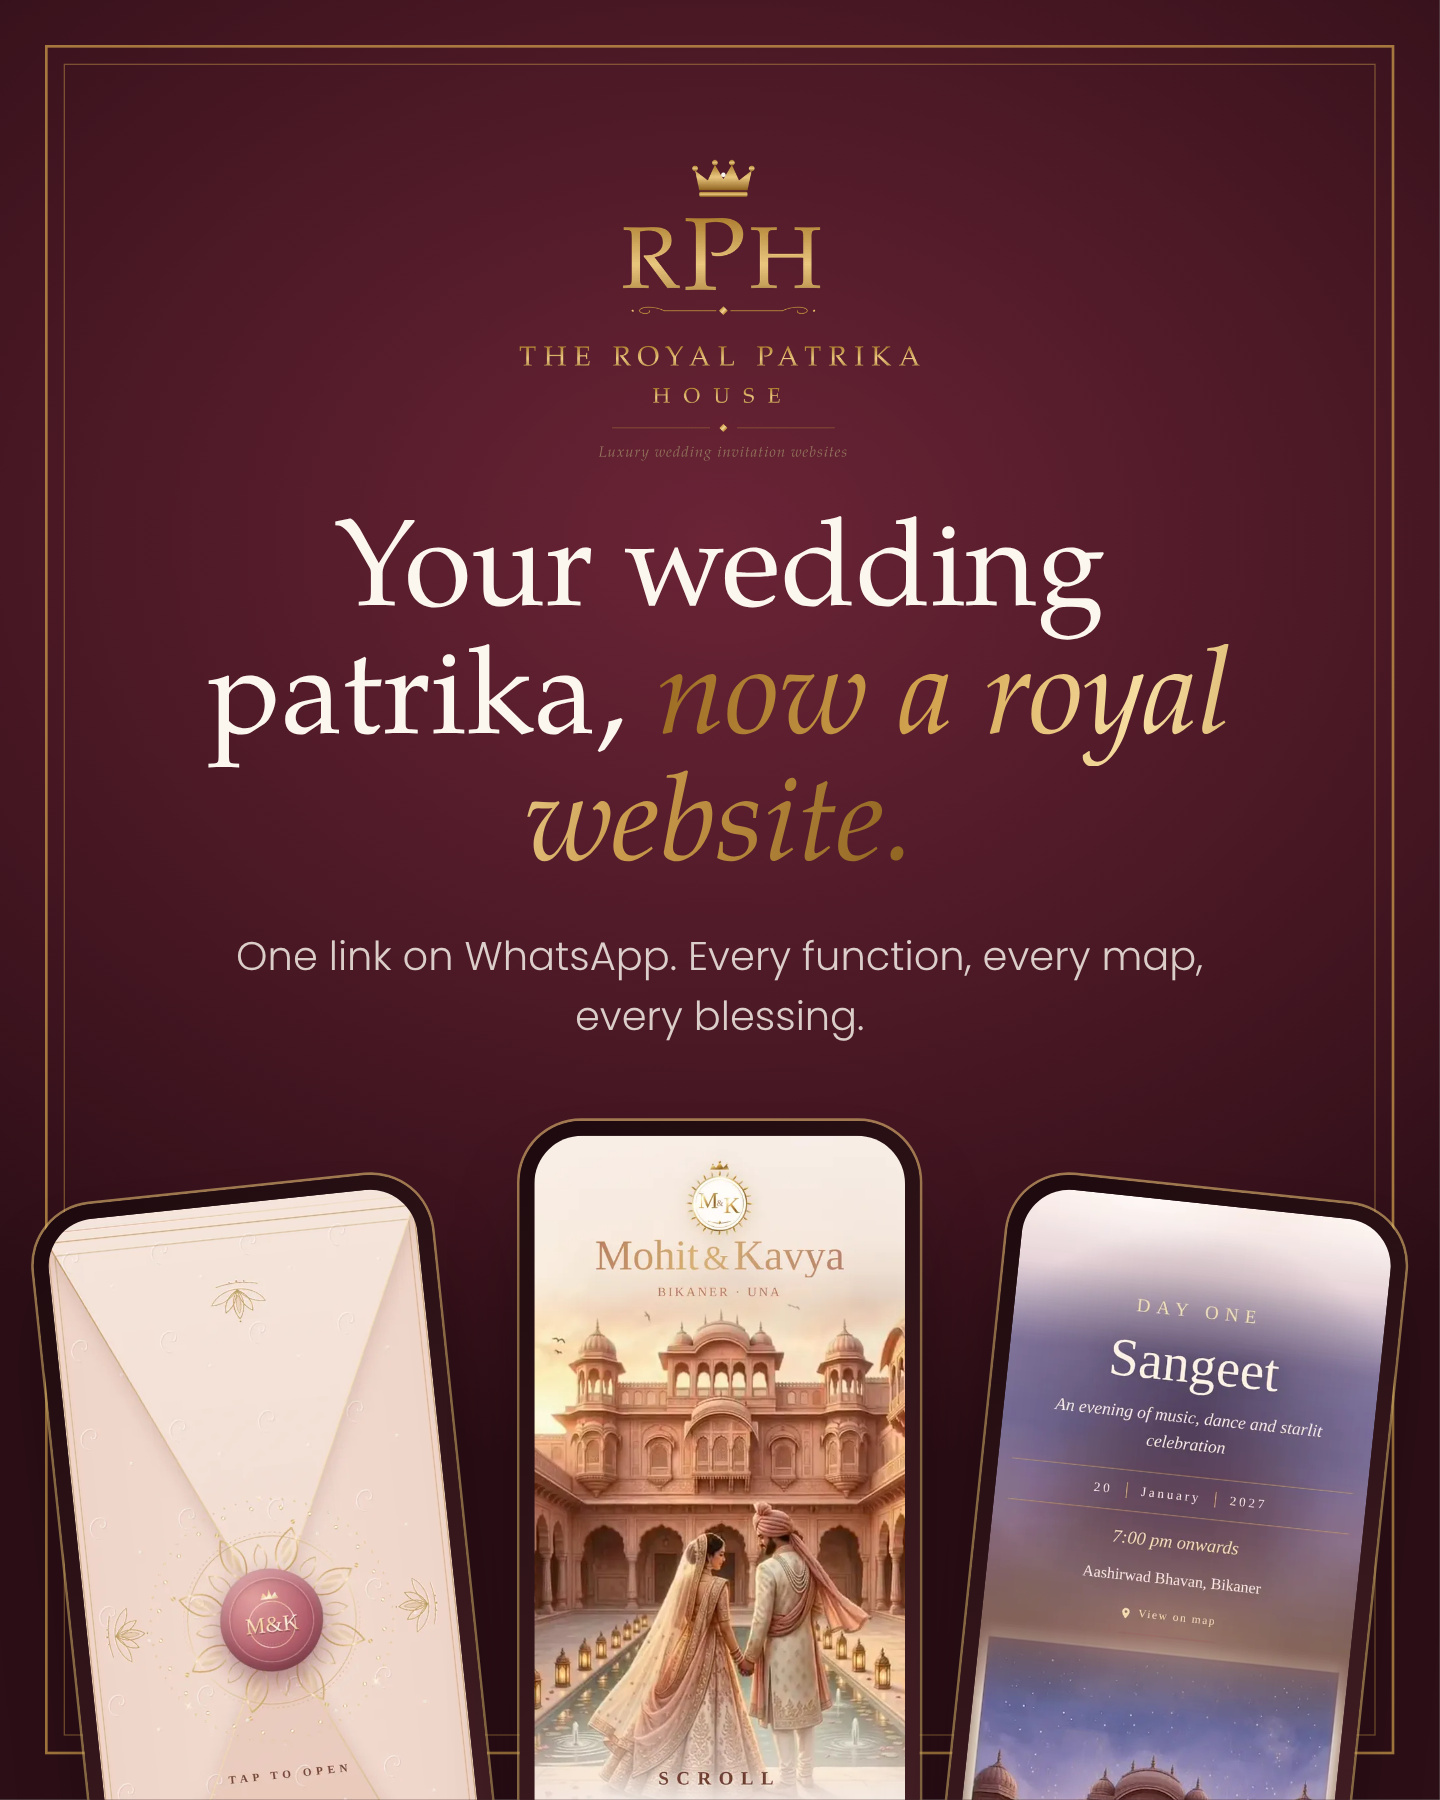 RPH
THE ROYAL PATRIKA
HOUSE
Luxury wedding invitation websites
Your wedding
patrika, now a royal
website.
One link on WhatsApp. Every function, every map,
every blessing.
M&K
TAP TO OPEN
M&K
Mohit & Kavya
BIKANER · UNA
SCROLL
DAY ONE
Sangeet
An evening of music, dance and starlit
celebration
20 | January | 2027
7:00 pm onwards
Aashirwad Bhavan, Bikaner
View on map